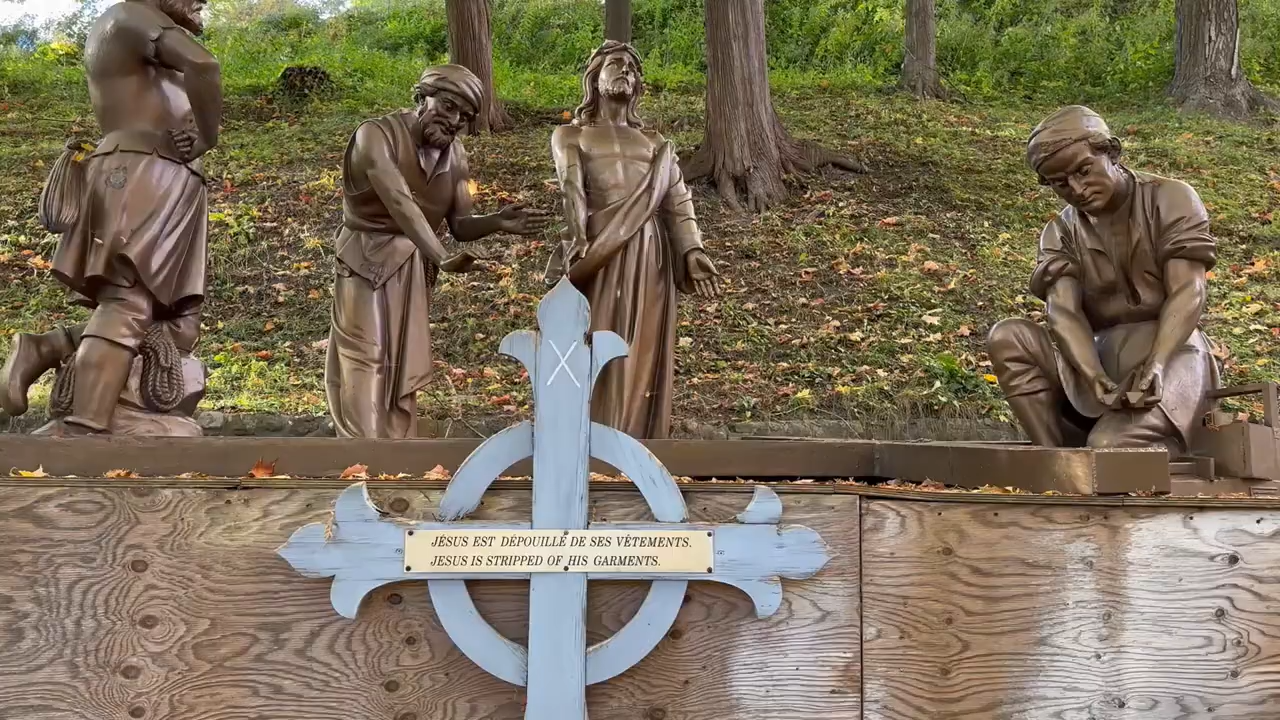 X
JÉSUS EST DÉPOUILLÉ DE SES VÊTEMENTS.
JESUS IS STRIPPED OF HIS GARMENTS.